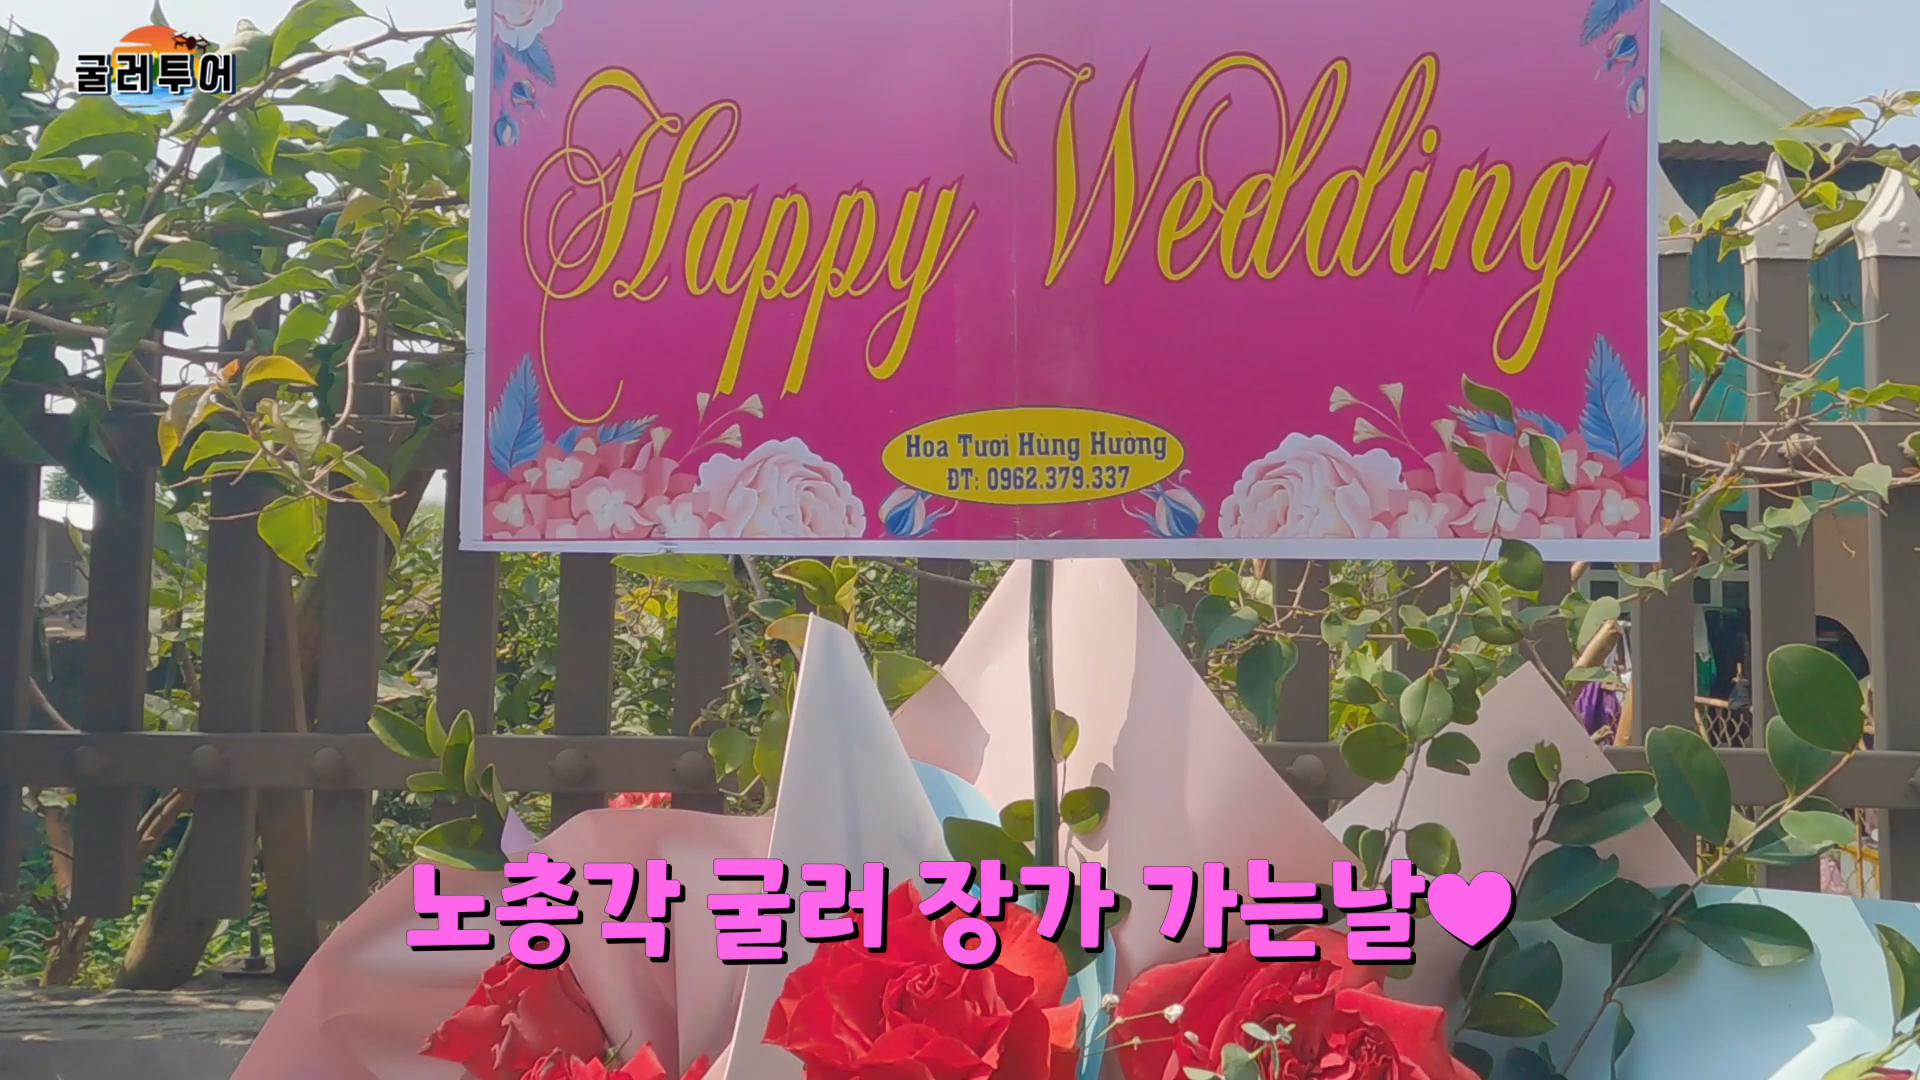 굴러투어
Happy Wedding
Hoa Tươi Hùng Hường
ĐT: 0962.379.337
노총각 굴러 장가 가는날♥